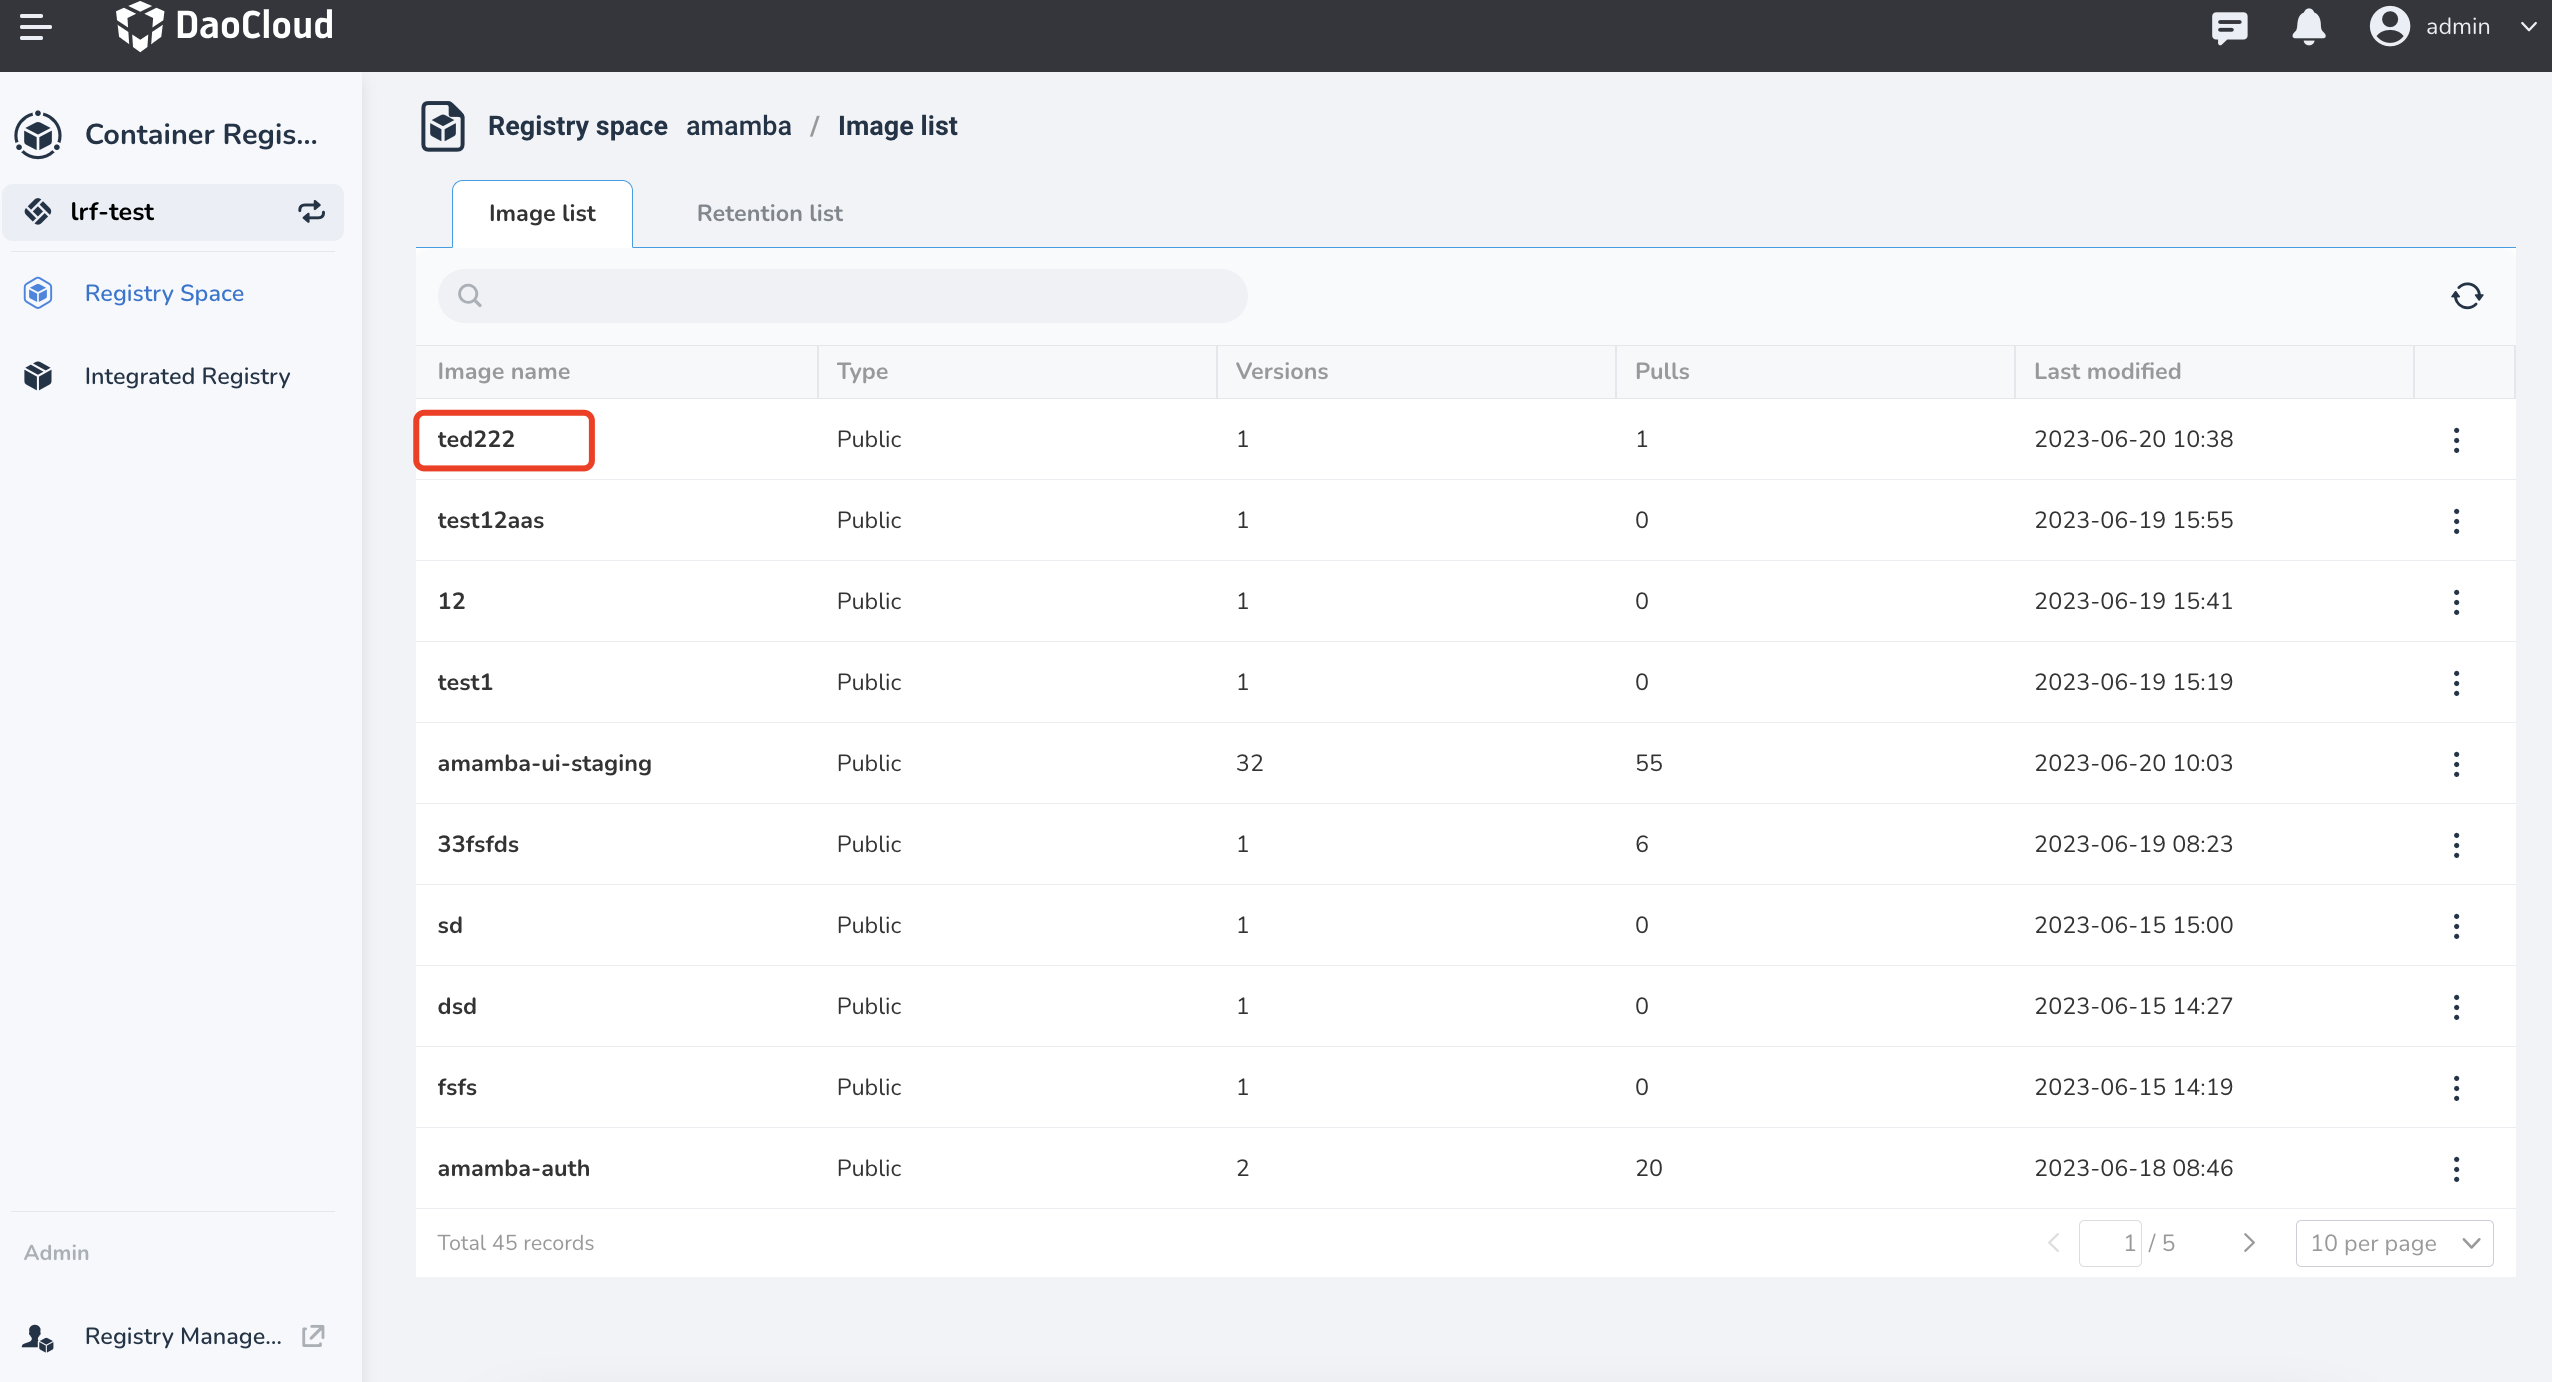 DaoCloud
admin
Container Regis...
lrf-test
Registry Space
Integrated Registry
Admin
Registry Manage...
Registry space amamba / Image list
Image list Retention list
Image name Type Versions Pulls Last modified
ted222 Public 1 1 2023-06-20 10:38
test12aas Public 1 0 2023-06-19 15:55
12 Public 1 0 2023-06-19 15:41
test1 Public 1 0 2023-06-19 15:19
amamba-ui-staging Public 32 55 2023-06-20 10:03
33fsfds Public 1 6 2023-06-19 08:23
sd Public 1 0 2023-06-15 15:00
dsd Public 1 0 2023-06-15 14:27
fsfs Public 1 0 2023-06-15 14:19
amamba-auth Public 2 20 2023-06-18 08:46
Total 45 records 1 / 5 10 per page